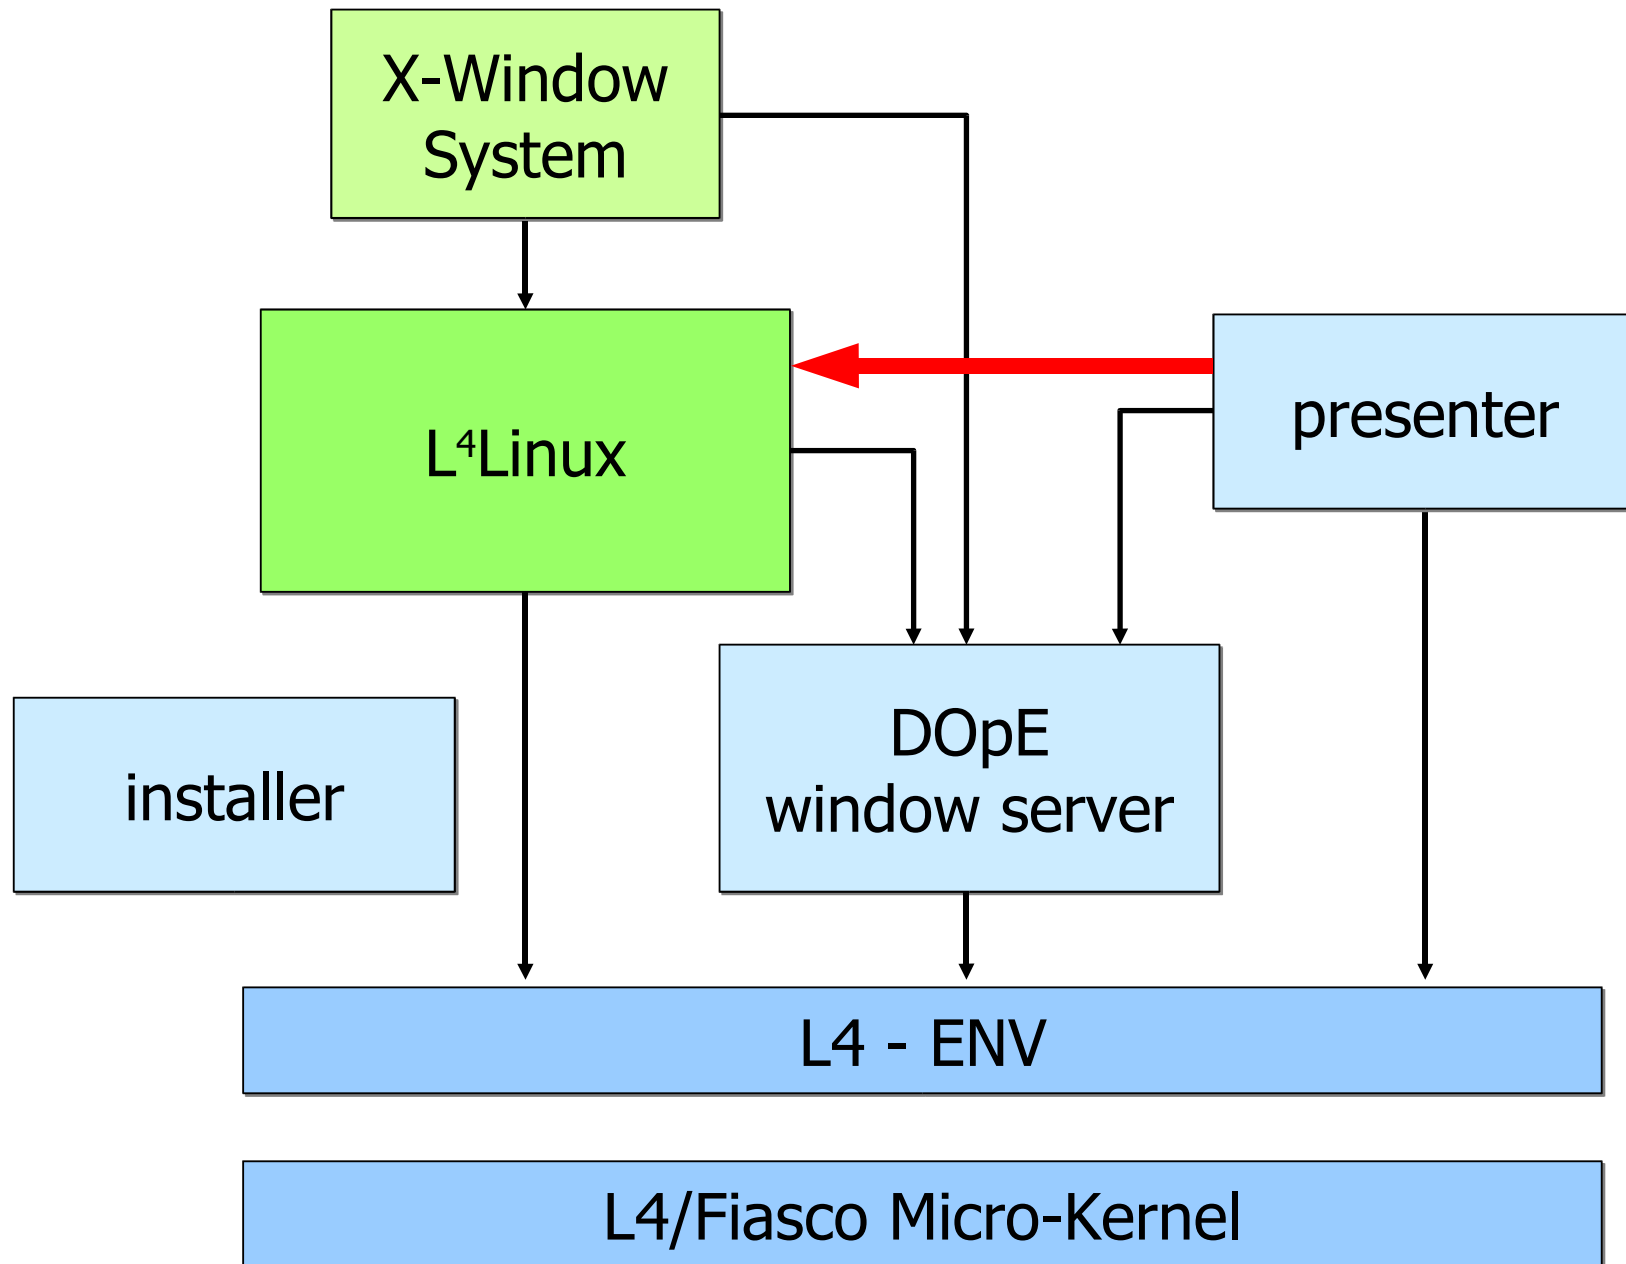 X-Window
System
L⁴Linux
presenter
DOpE
window server
installer
L4 - ENV
L4/Fiasco Micro-Kernel